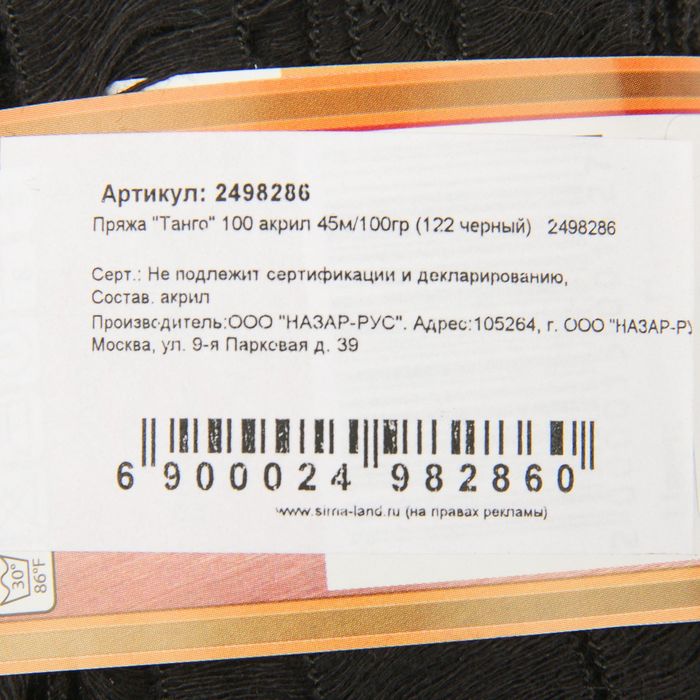 Артикул: 2498286
Пряжа "Танго" 100 акрил 45м/100гр (122 черный) 2498286
Серт.: Не подлежит сертификации и декларированию,
Состав. акрил
Производитель:ООО "НАЗАР-РУС". Адрес:105264, г. ООО "НАЗАР-РУ
Москва, ул. 9-я Парковая д. 39
6 900024 982860
www.sima-land.ru (на правах рекламы)
30°
86°F